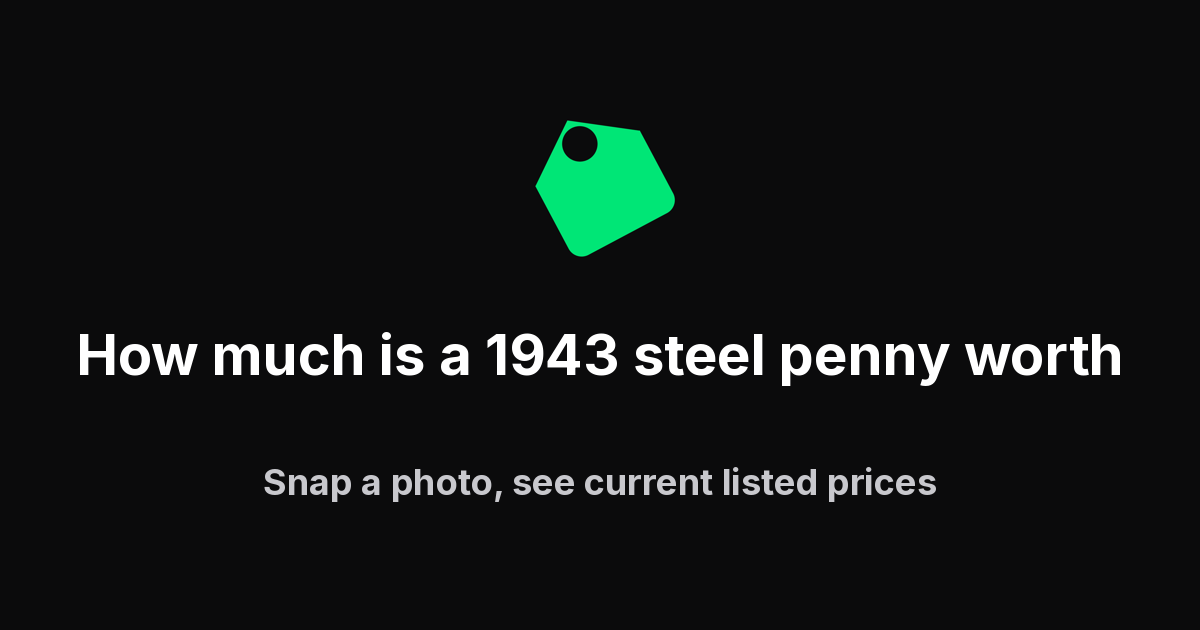 How much is a 1943 steel penny worth
Snap a photo, see current listed prices